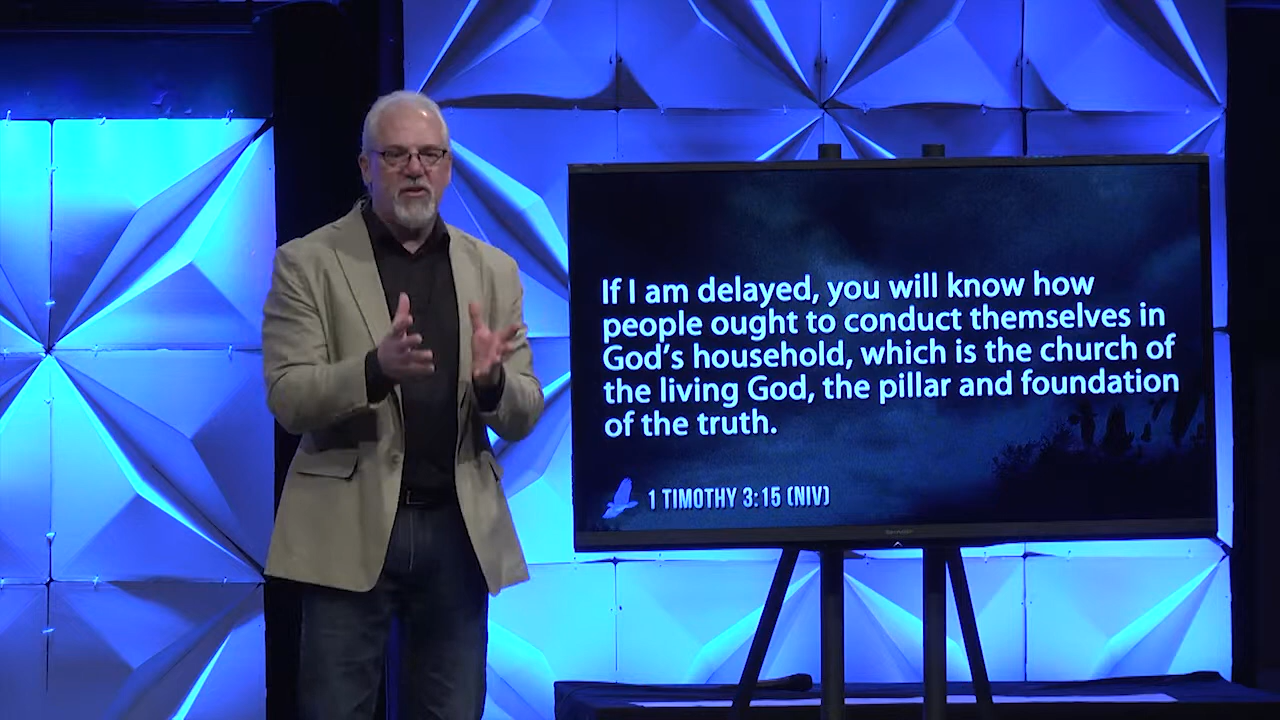 If I am delayed, you will know how
people ought to conduct themselves in
God's household, which is the church of
the living God, the pillar and foundation
of the truth.
1 TIMOTHY 3:15 (NIV)